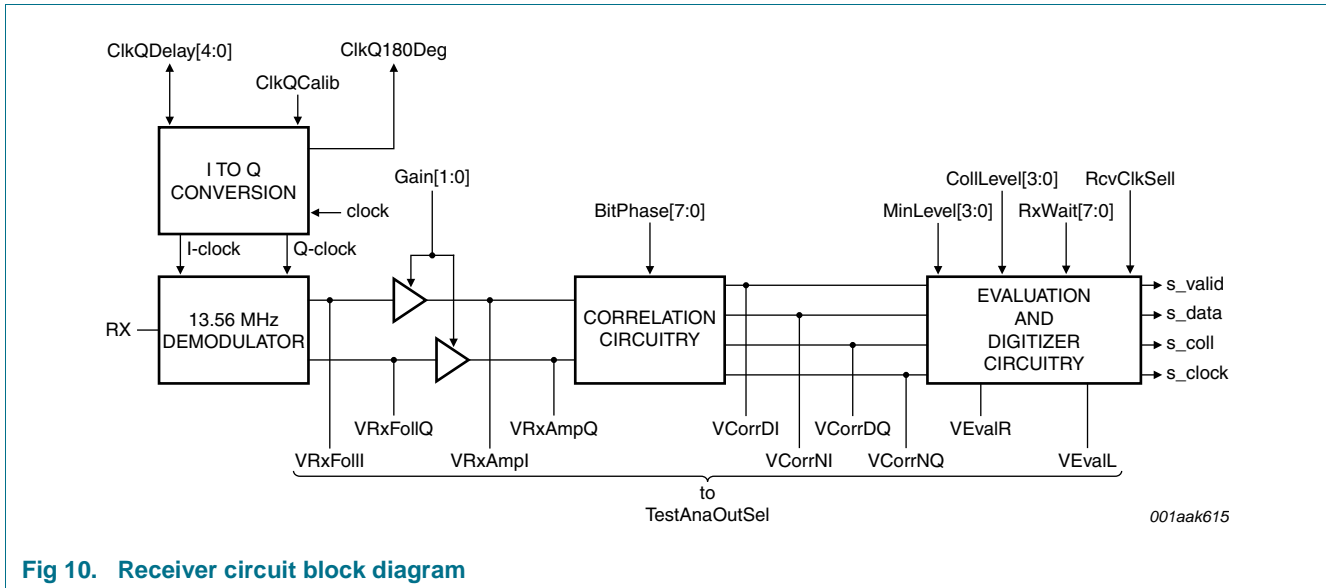 ClkQDelay[4:0]
ClkQ180Deg
ClkQCalib
I TO Q
CONVERSION
clock
I-clock
Q-clock
Gain[1:0]
BitPhase[7:0]
CollLevel[3:0]
RcvClkSell
MinLevel[3:0]
RxWait[7:0]
RX
13.56 MHz
DEMODULATOR
CORRELATION
CIRCUITRY
EVALUATION
AND
DIGITIZER
CIRCUITRY
s_valid
s_data
s_coll
s_clock
VRxFollQ
VRxAmpQ
VCorrDI
VCorrDQ
VEvalR
VRxFollI
VRxAmpI
VCorrNI
VCorrNQ
VEvalL
to
TestAnaOutSel
001aak615
Fig 10. Receiver circuit block diagram